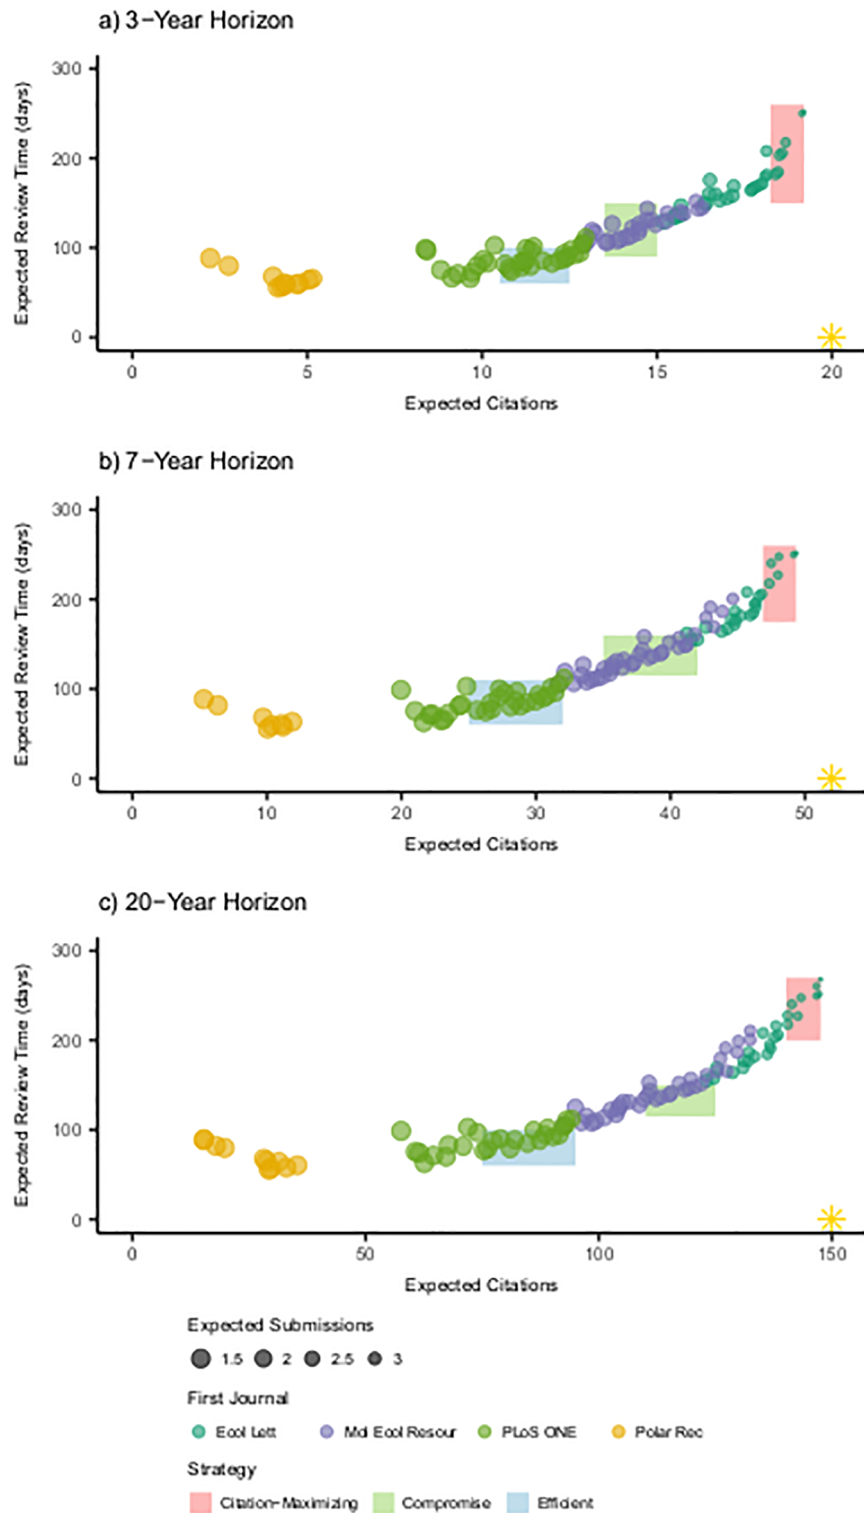 a) 3−Year Horizon
300
200
100
0
Expected Review Time (days)
0 5 10 15 20
Expected Citations
b) 7−Year Horizon
300
200
100
0
Expected Review Time (days)
0 10 20 30 40 50
Expected Citations
c) 20−Year Horizon
300
200
100
0
Expected Review Time (days)
0 50 100 150
Expected Citations
Expected Submissions
1.5 2 2.5 3
First Journal
Ecol Lett Mol Ecol Resour PLoS ONE Polar Rec
Strategy
Citation−Maximizing Compromise Efficient